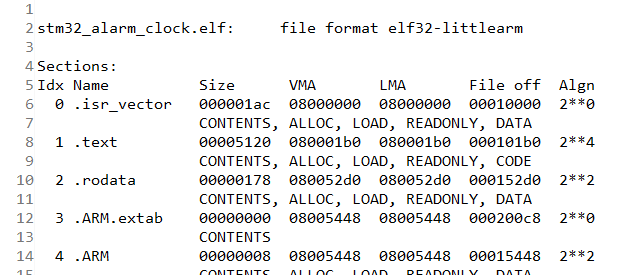 1
2 stm32_alarm_clock.elf:     file format elf32-littlearm
3
4 Sections:
5 Idx Name          Size      VMA       LMA       File off  Algn
6   0 .isr_vector   000001ac  08000000  08000000  00010000  2**0
7                   CONTENTS, ALLOC, LOAD, READONLY, DATA
8   1 .text         00005120  080001b0  080001b0  000101b0  2**4
9                   CONTENTS, ALLOC, LOAD, READONLY, CODE
10   2 .rodata       00000178  080052d0  080052d0  000152d0  2**2
11                   CONTENTS, ALLOC, LOAD, READONLY, DATA
12   3 .ARM.extab    00000000  08005448  08005448  000200c8  2**0
13                   CONTENTS
14   4 .ARM          00000008  08005448  08005448  00015448  2**2
15                   CONTENTS, ALLOC, LOAD, READONLY, DATA